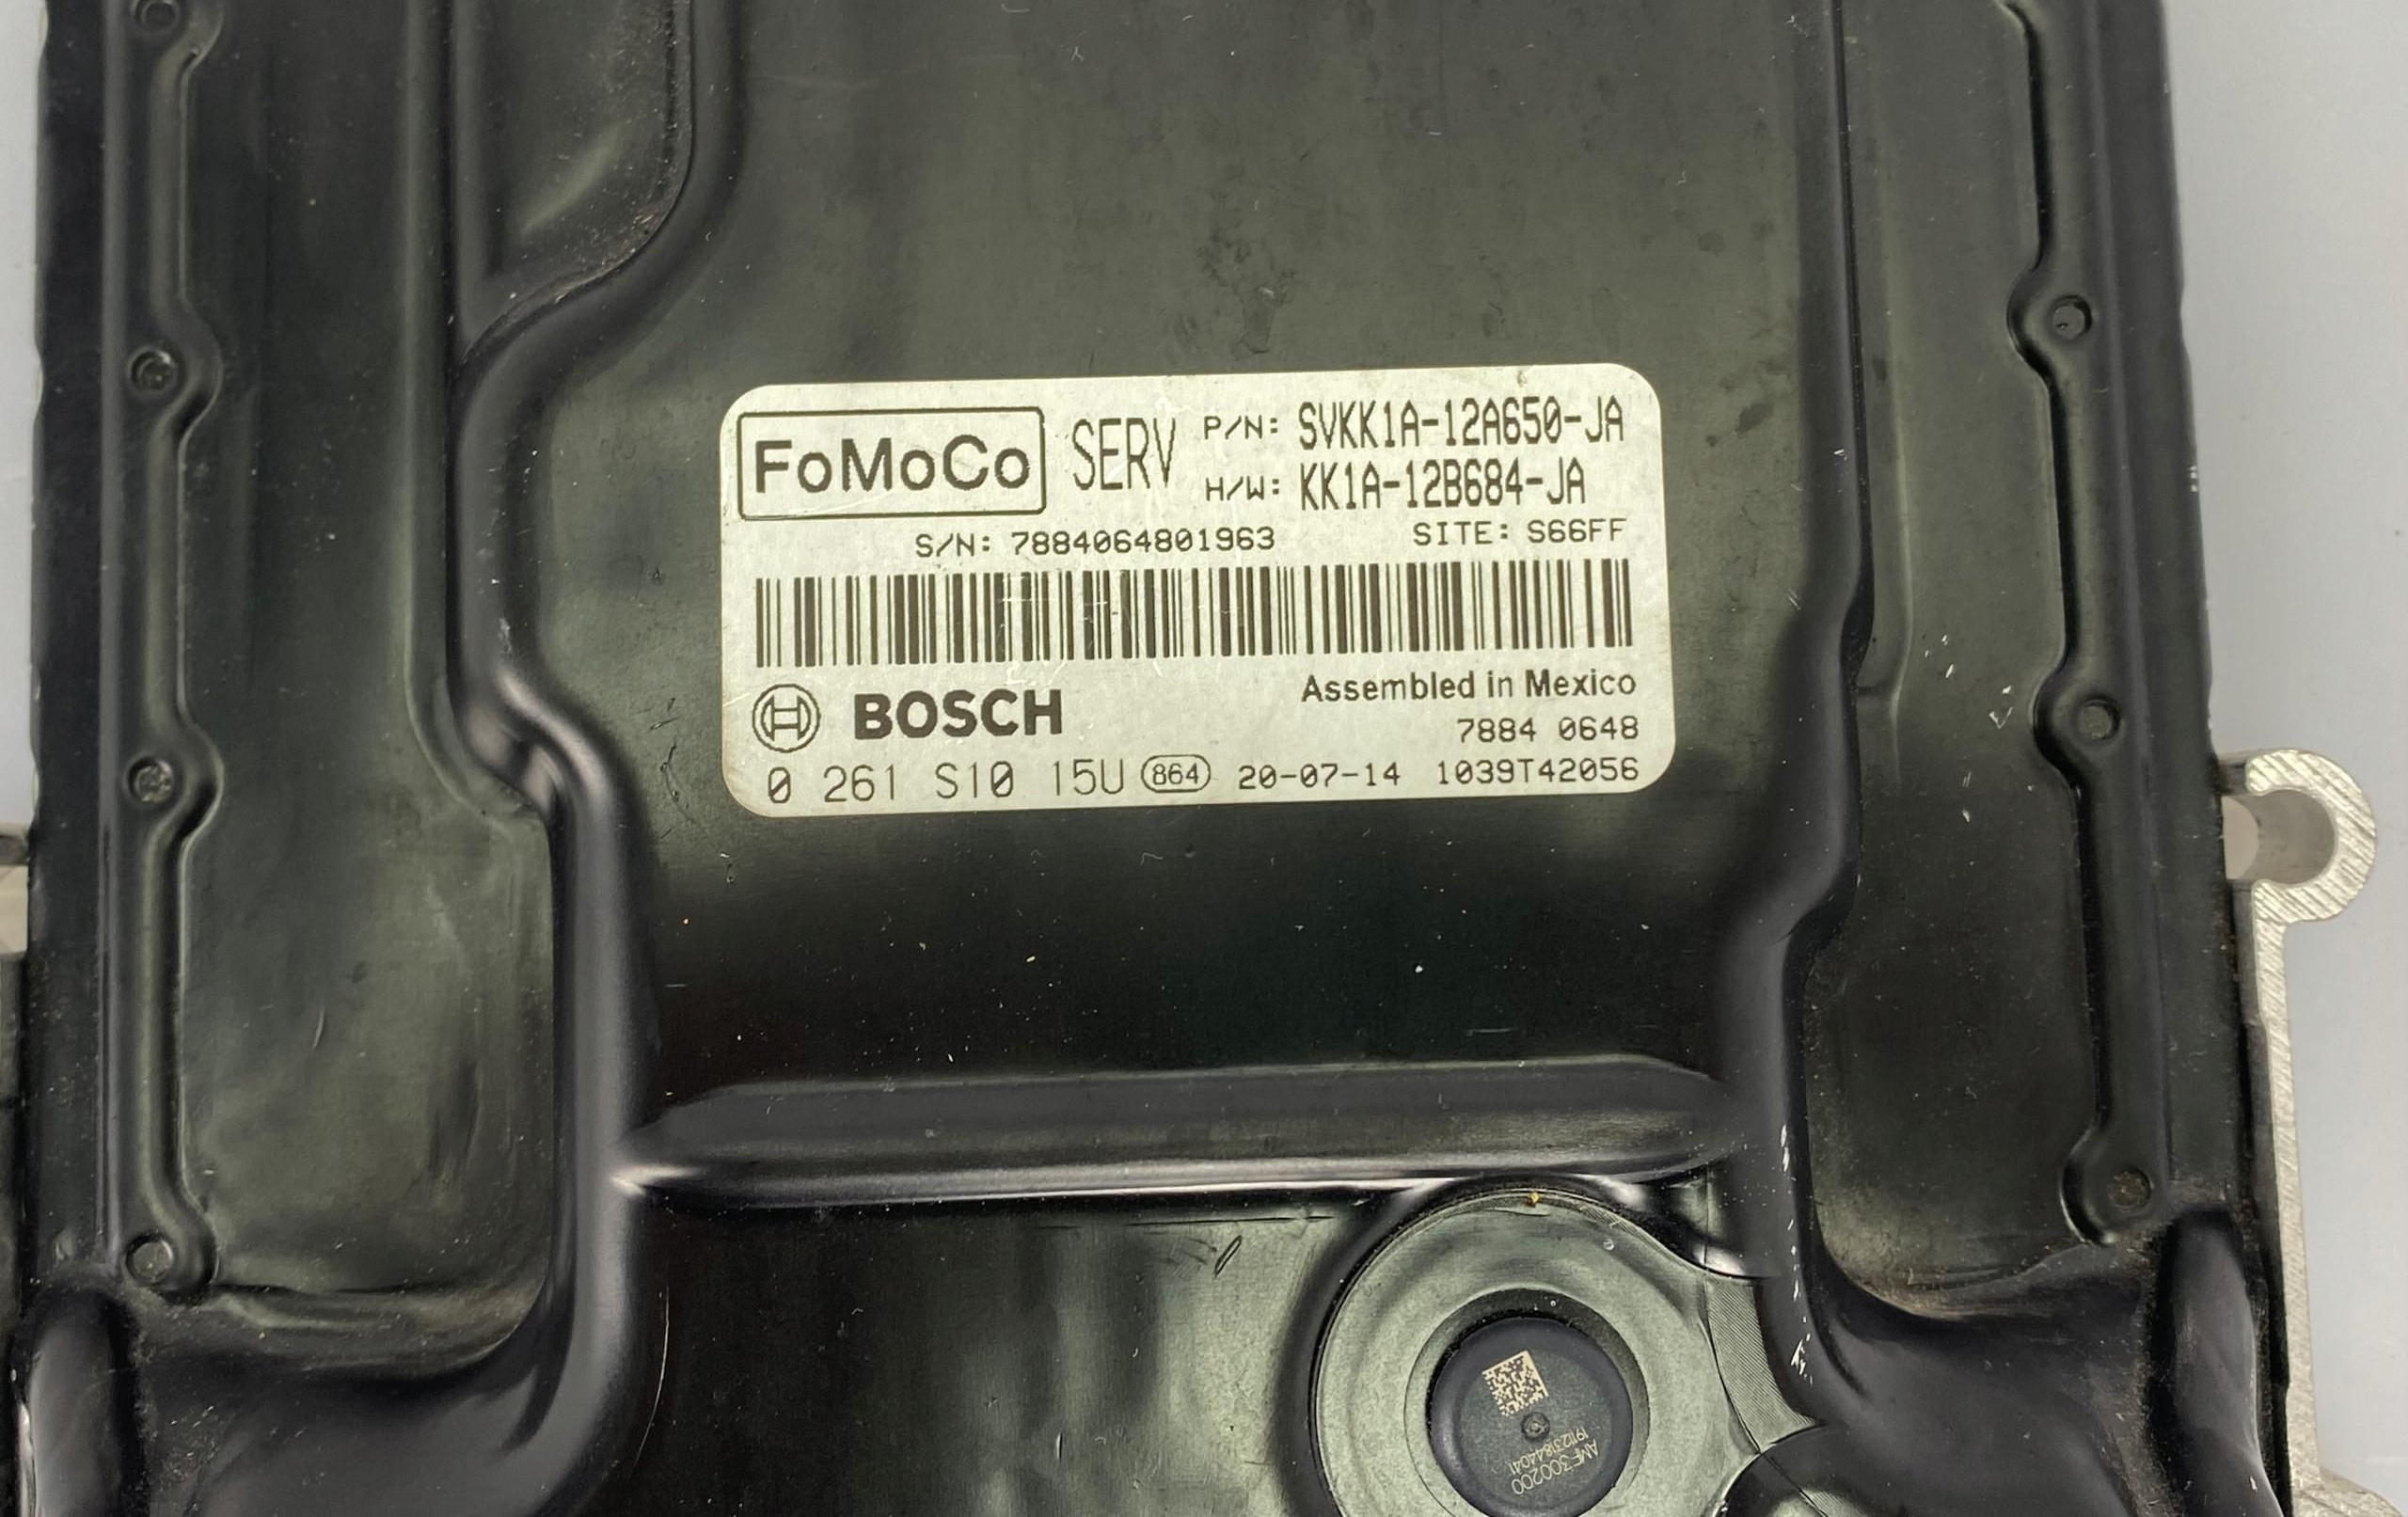 FoMoCo SERV P/N: SVKK1A-12A650-JA
H/W: KK1A-12B684-JA
S/N: 7884064801963 SITE: S66FF
BOSCH Assembled in Mexico
7884 0648
0 261 S10 15U 864 20-07-14 1039T42056
AMF300200